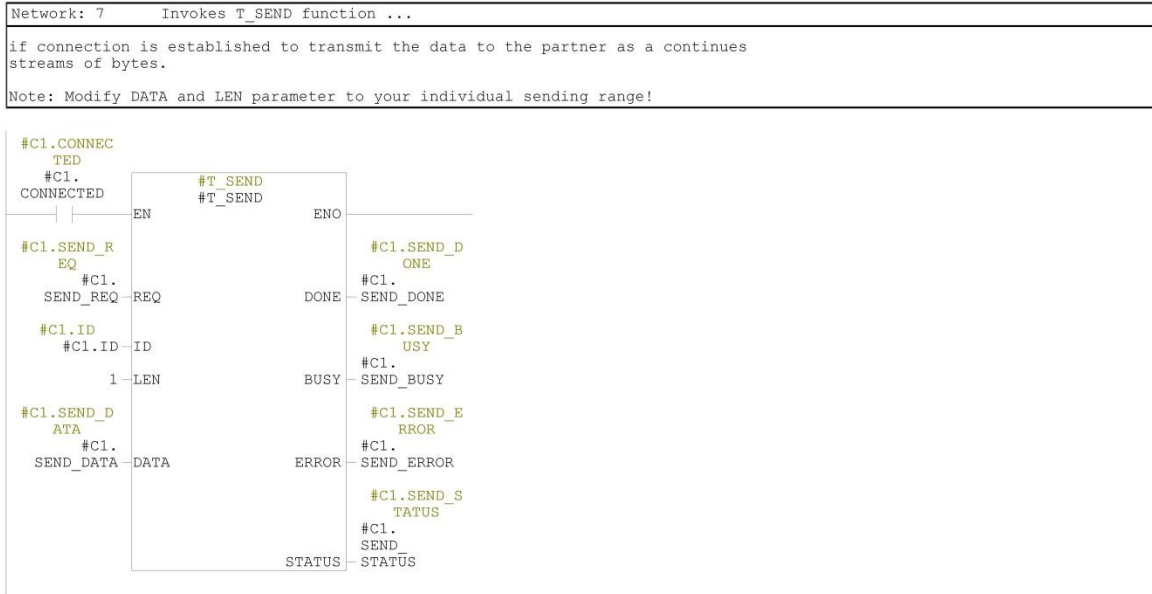 Network: 7 Invokes T_SEND function ...
if connection is established to transmit the data to the partner as a continues
streams of bytes.
Note: Modify DATA and LEN parameter to your individual sending range!
#C1.CONNEC
TED
#C1.
CONNECTED
#T_SEND
#T_SEND
EN
ENO
#C1.SEND_R
EQ
#C1.
SEND_REQ
REQ
#C1.SEND_D
ONE
#C1.
DONE
SEND_DONE
#C1.ID
#C1.ID
ID
#C1.SEND_B
USY
#C1.
1
LEN
BUSY
SEND_BUSY
#C1.SEND_D
ATA
#C1.
SEND_DATA
DATA
#C1.SEND_E
RROR
#C1.
ERROR
SEND_ERROR
#C1.SEND_S
TATUS
#C1.
SEND_
STATUS
STATUS